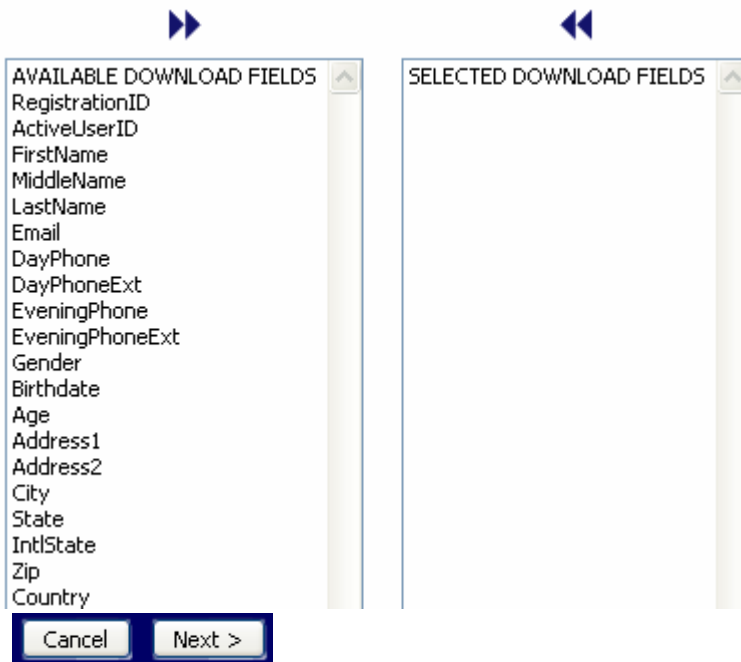 AVAILABLE DOWNLOAD FIELDS
RegistrationID
ActiveUserID
FirstName
MiddleName
LastName
Email
DayPhone
DayPhoneExt
EveningPhone
EveningPhoneExt
Gender
Birthdate
Age
Address1
Address2
City
State
IntlState
Zip
Country
SELECTED DOWNLOAD FIELDS
Cancel
Next >